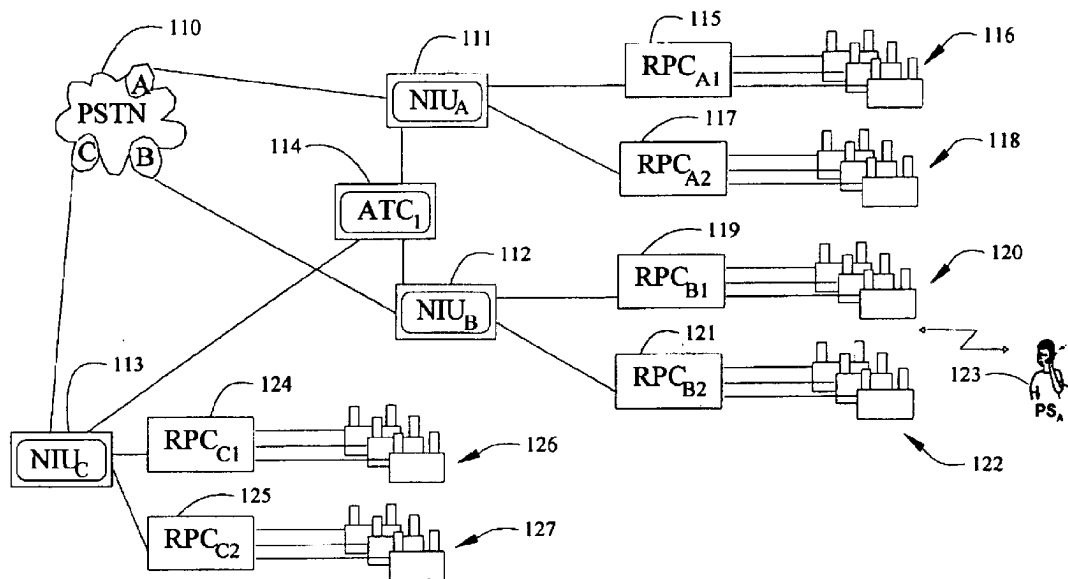 110
A
PSTN
C B
111
NIU_A
114
ATC_1
112
NIU_B
113
NIU_C
115
RPC_A1
116
117
RPC_A2
118
119
RPC_B1
120
121
RPC_B2
122
123
PS_A
124
RPC_C1
126
125
RPC_C2
127